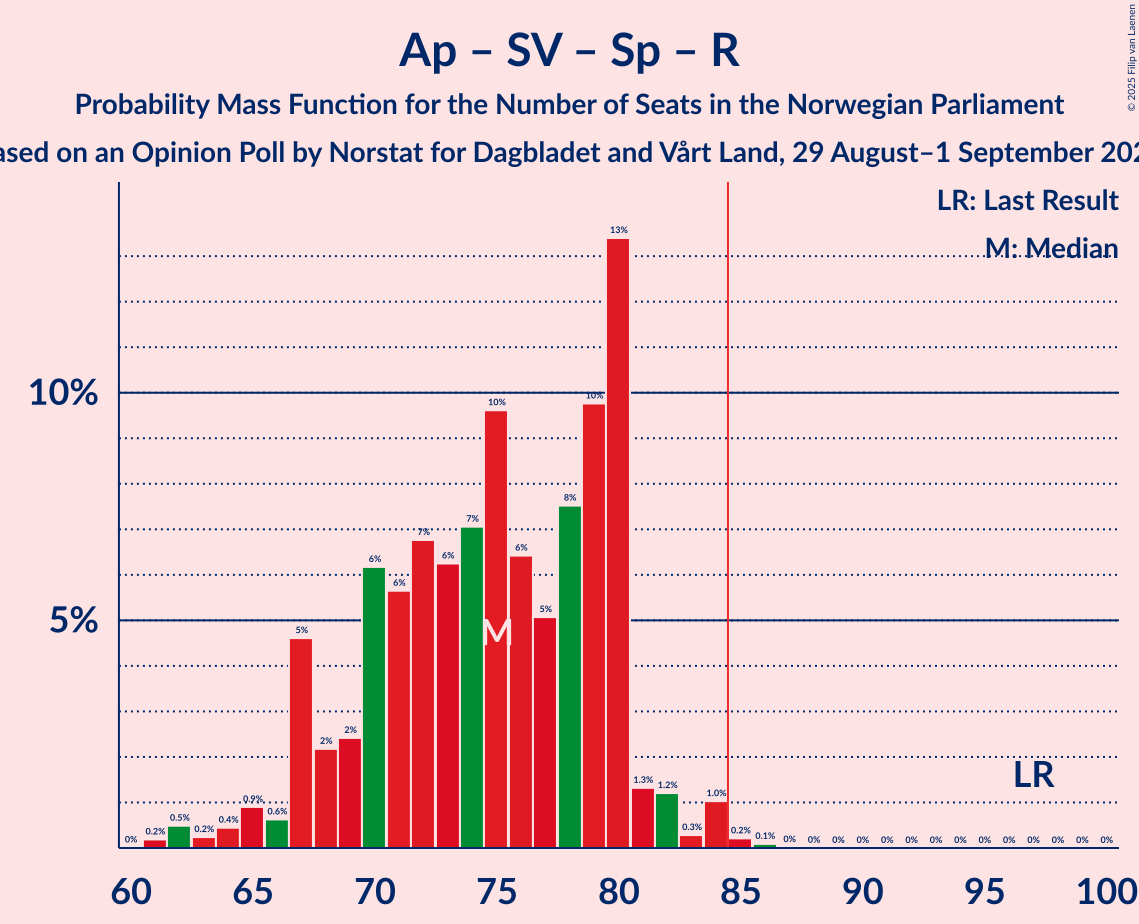 Ap – SV – Sp – R
Probability Mass Function for the Number of Seats in the Norwegian Parliament
ased on an Opinion Poll by Norstat for Dagbladet and Vårt Land, 29 August–1 September 202
© 2025 Filip van Laenen
LR: Last Result
M: Median
10%
5%
0% 0.2% 0.5% 0.2% 0.4% 0.9% 0.6% 5% 2% 2% 6% 6% 7% 6% 7% 10% 6% 5% 8% 10% 13% 1.3% 1.2% 0.3% 1.0% 0.2% 0.1% 0% 0% 0% 0% 0% 0% 0% 0% 0% 0% 0% 0% 0% 0%
M
LR
60 65 70 75 80 85 90 95 100